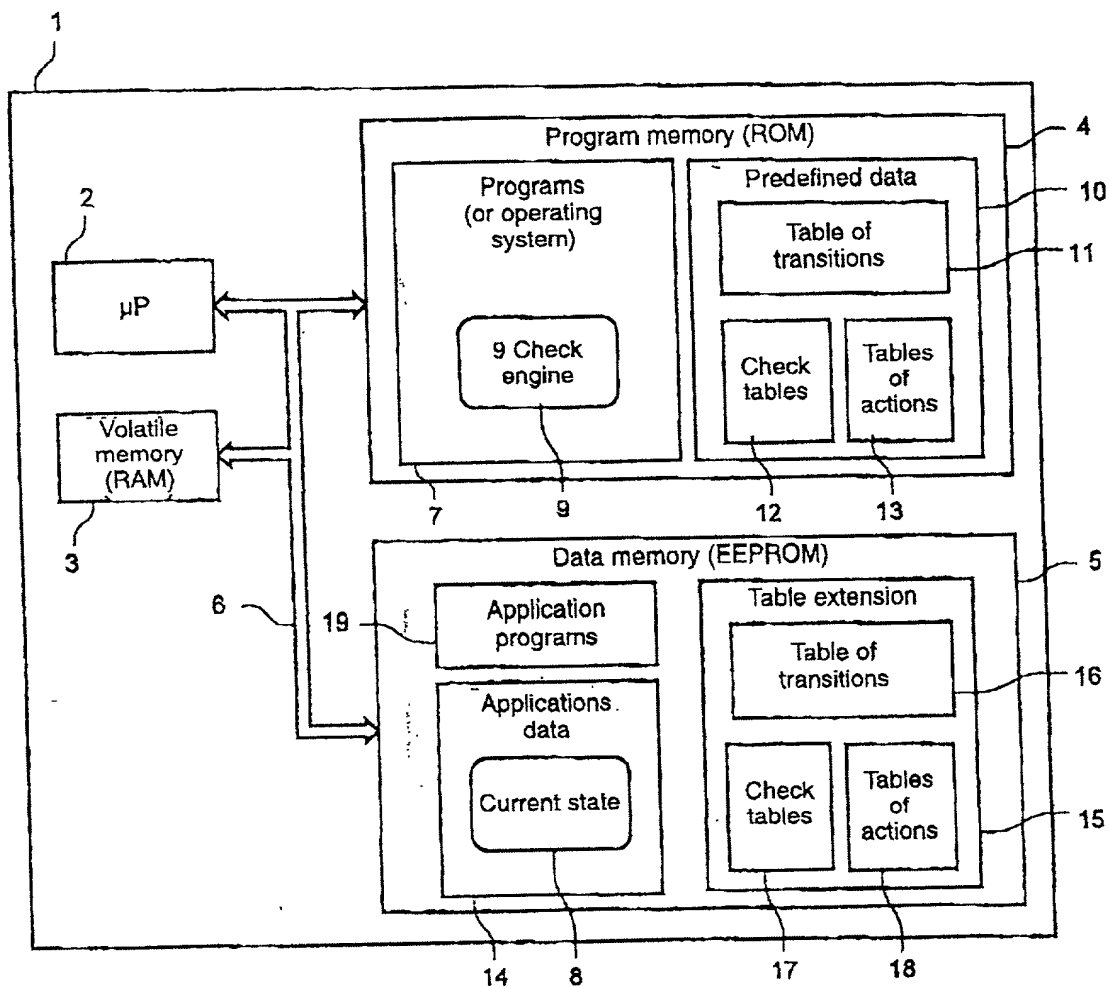 1
Program memory (ROM)
4
Programs
(or operating
system)
Predefined data
10
2
Table of
transitions
11
µP
9 Check
engine
Check
tables
Tables
of
actions
Volatile
memory
(RAM)
3
7
9
12
13
Data memory (EEPROM)
5
6
19
Application
programs
Table extension
Table of
transitions
16
Applications
data
Current state
Check
tables
Tables
of
actions
15
14
8
17
18